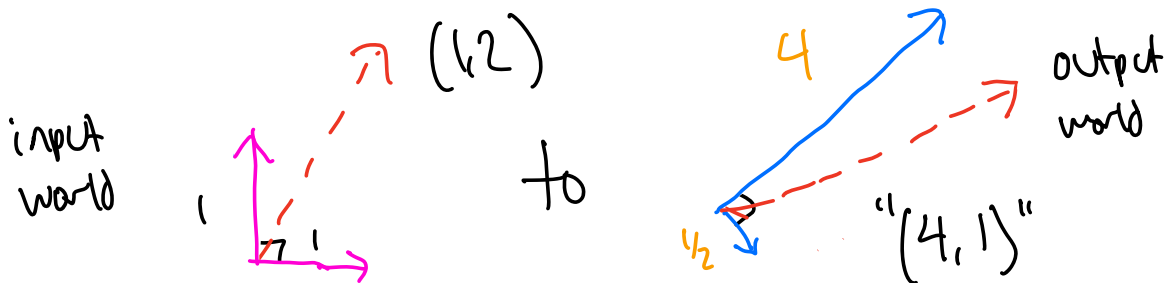 input
world
1
1
(1,2)
to
4
1/2
"(4,1)"
output
world